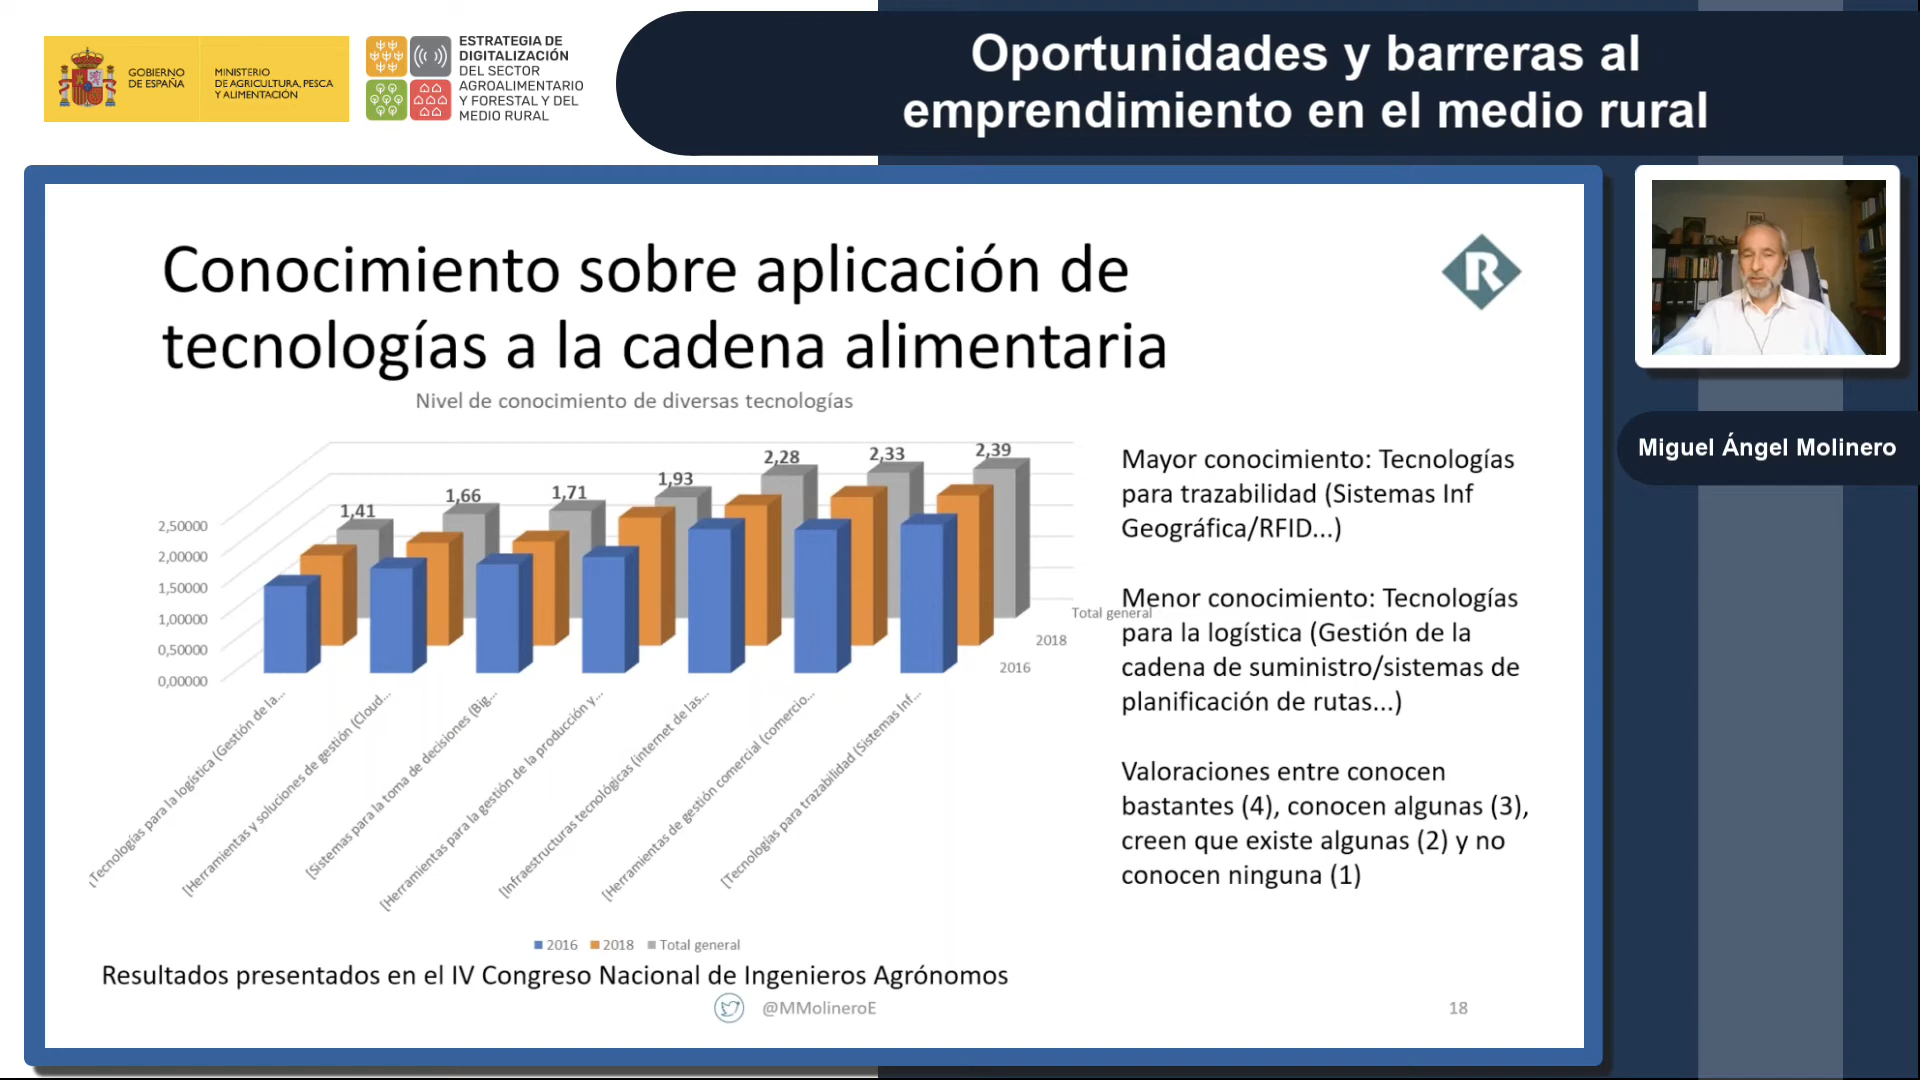 GOBIERNO
DE ESPAÑA
MINISTERIO
DE AGRICULTURA, PESCA
Y ALIMENTACIÓN
ESTRATEGIA DE
DIGITALIZACIÓN
DEL SECTOR
AGROALIMENTARIO
Y FORESTAL Y DEL
MEDIO RURAL
Oportunidades y barreras al
emprendimiento en el medio rural
Conocimiento sobre aplicación de
tecnologías a la cadena alimentaria
R
Miguel Ángel Molinero
Nivel de conocimiento de diversas tecnologías
1,41
1,66
1,71
1,93
2,28
2,33
2,39
2,50000
2,00000
1,50000
1,00000
0,50000
0,00000
Total general
2018
2016
[Tecnologías para la logística (Gestión de la...
[Herramientas y soluciones de gestión (Cloud...
[Sistemas para la toma de decisiones (Big...
[Herramientas para la gestión de la producción y...
[Infraestructuras tecnológicas (internet de las...
[Herramientas de gestión comercial (comercio...
[Tecnologías para trazabilidad (Sistemas Inf...
2016 2018 Total general
Mayor conocimiento: Tecnologías
para trazabilidad (Sistemas Inf
Geográfica/RFID...)
Menor conocimiento: Tecnologías
para la logística (Gestión de la
cadena de suministro/sistemas de
planificación de rutas...)
Valoraciones entre conocen
bastantes (4), conocen algunas (3),
creen que existe algunas (2) y no
conocen ninguna (1)
Resultados presentados en el IV Congreso Nacional de Ingenieros Agrónomos
@MMolineroE
18